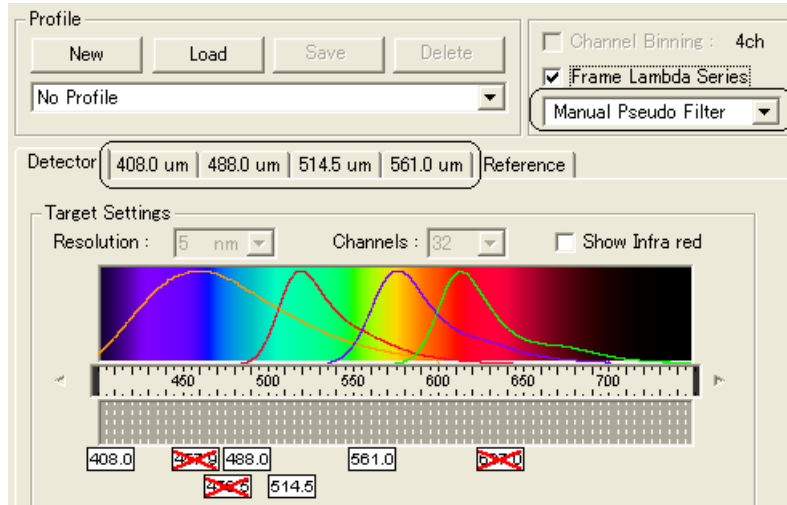 Profile
New Load Save Delete
No Profile
Channel Binning : 4ch
Frame Lambda Series
Manual Pseudo Filter
Detector 408.0 um 488.0 um 514.5 um 561.0 um Reference
Target Settings
Resolution : 5 nm Channels : 32 Show Infra red
450 500 550 600 650 700
408.0 488.0 561.0
514.5